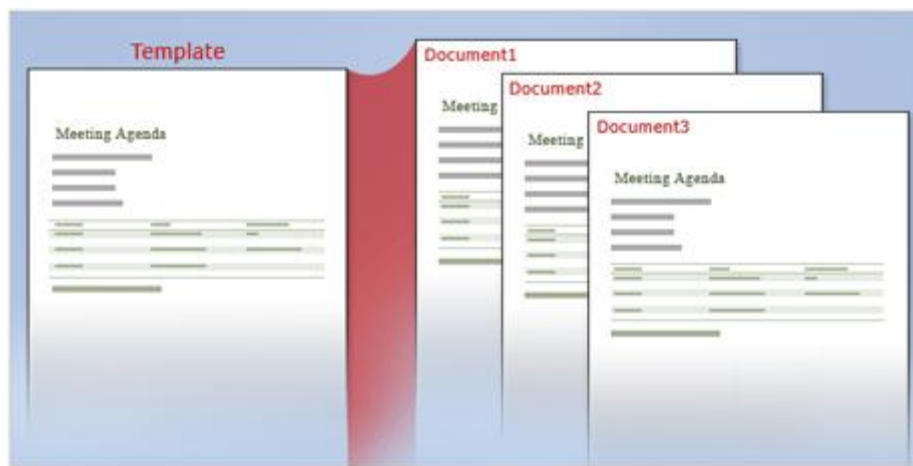 Template
Meeting Agenda
Document1
Meeting
Document2
Meeting
Document3
Meeting Agenda